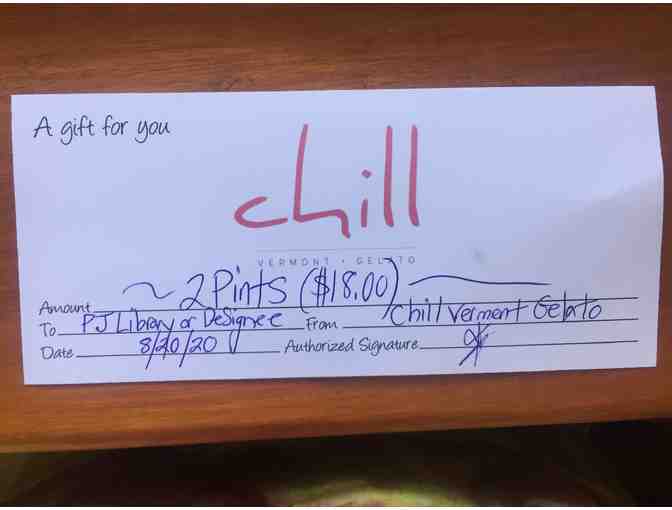 A gift for you
chill
VERMONT • GELATO
Amount ~ 2 Pints ($18.00)
To PJ Library or Designee From Chill Vermont Gelato
Date 8/20/20 Authorized Signature